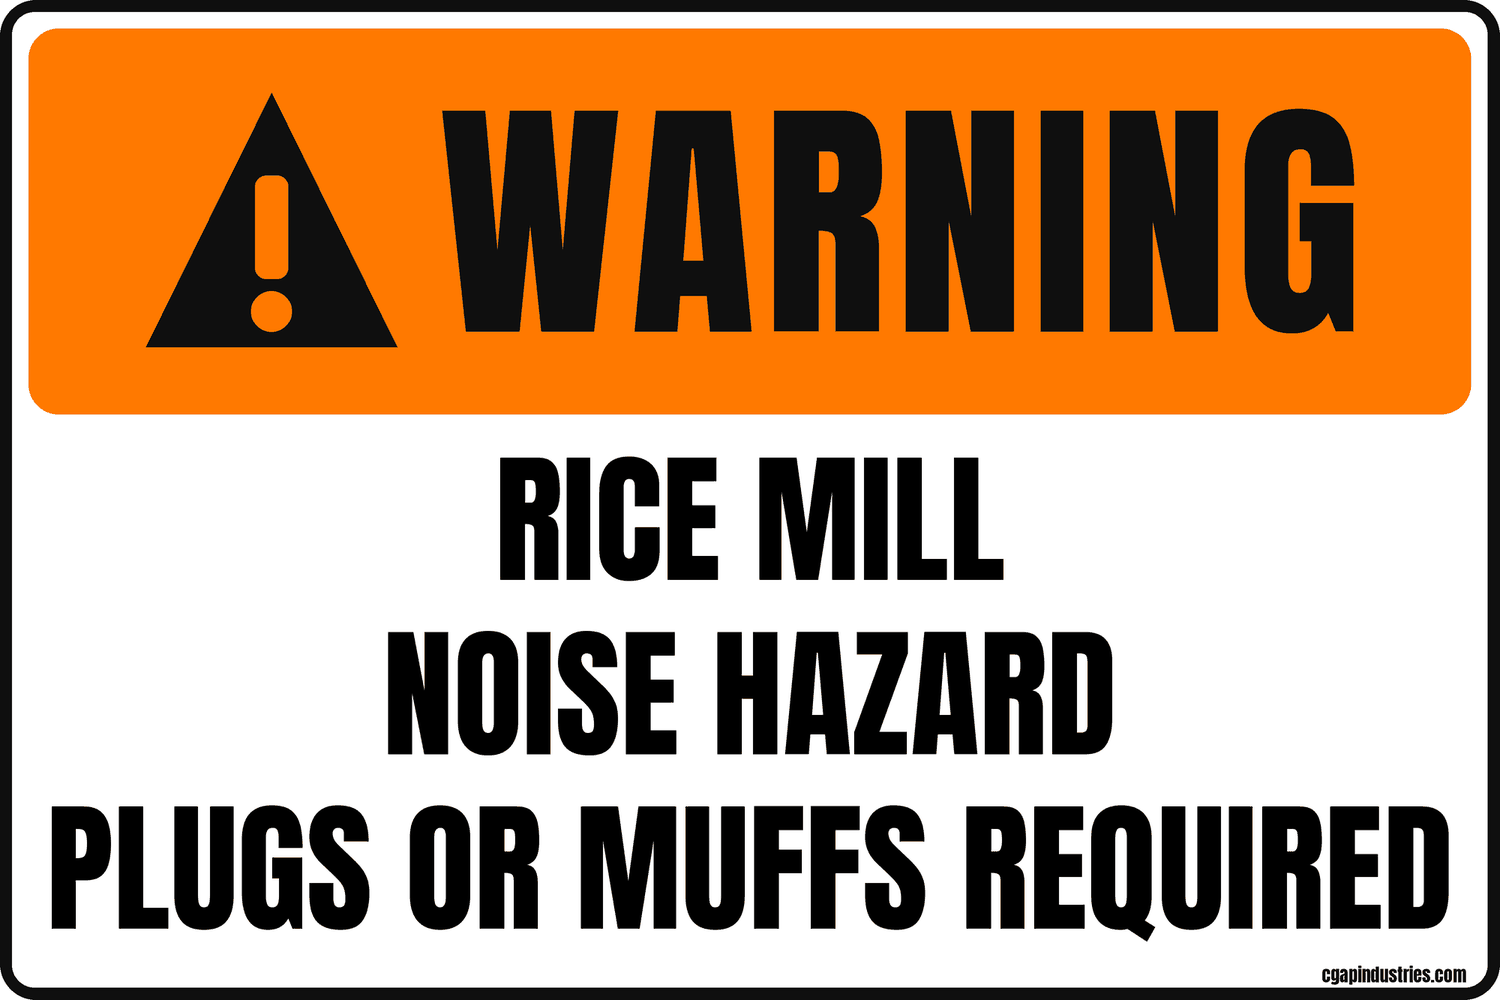 WARNING
RICE MILL
NOISE HAZARD
PLUGS OR MUFFS REQUIRED
cgapindustries.com